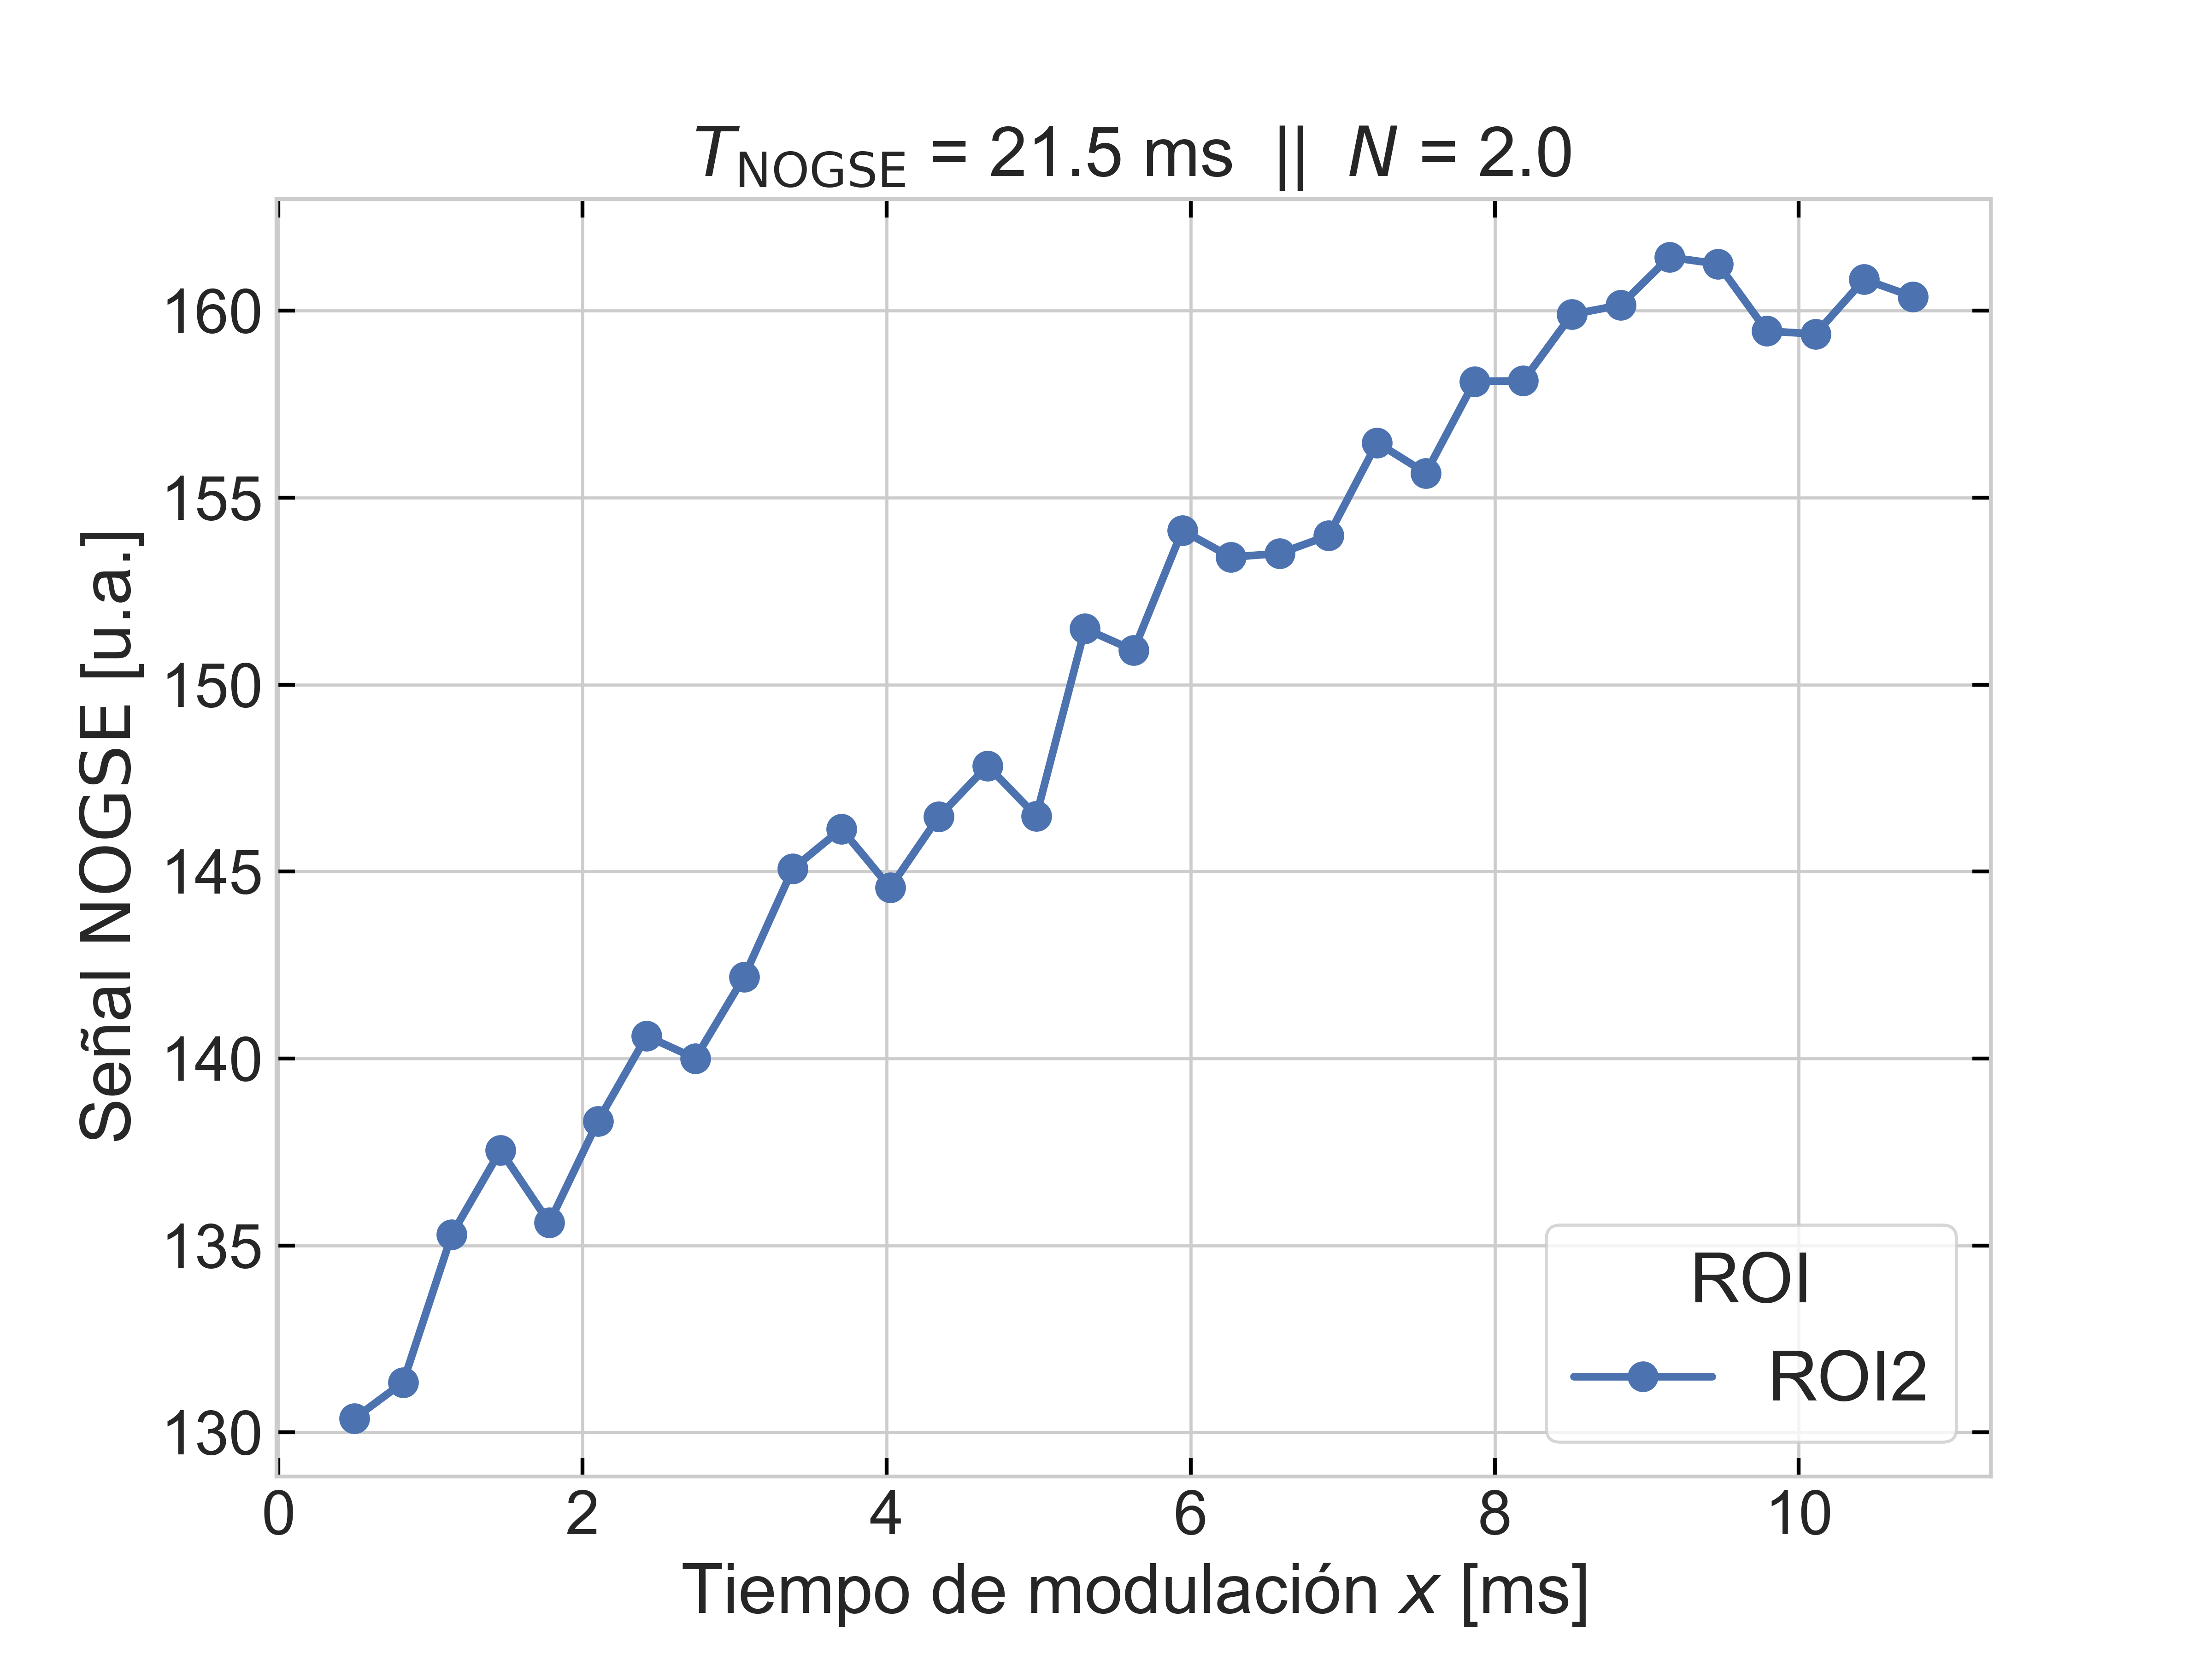 T_NOGSE = 21.5 ms || N = 2.0
Señal NOGSE [u.a.]
160
155
150
145
140
135
130
0 2 4 6 8 10
Tiempo de modulación x [ms]
ROI
ROI2